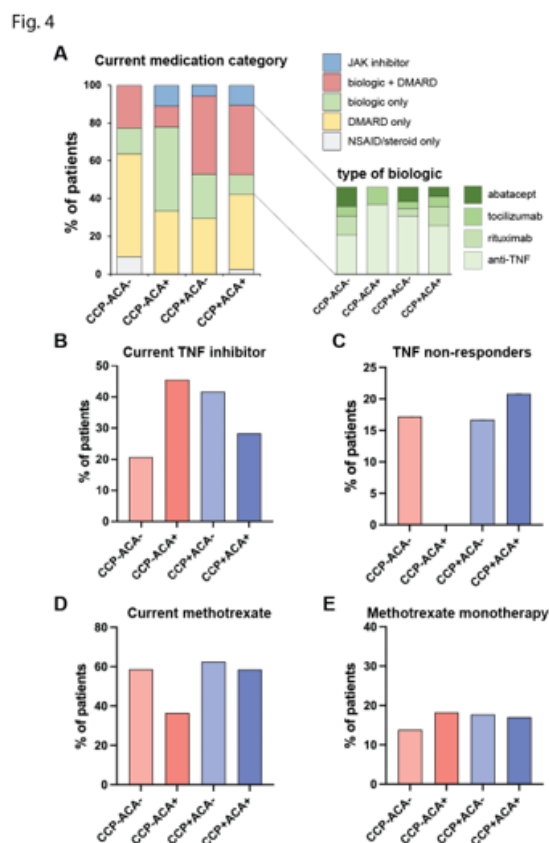 Fig. 4
A
Current medication category
JAK inhibitor
biologic + DMARD
biologic only
DMARD only
NSAID/steroid only
% of patients
100
80
60
40
20
0
CCP-ACA-
CCP-ACA+
CCP+ACA-
CCP+ACA+
type of biologic
abatacept
tocilizumab
rituximab
anti-TNF
CCP-ACA-
CCP-ACA+
CCP+ACA-
CCP+ACA+
B
Current TNF inhibitor
% of patients
60
40
20
0
CCP-ACA-
CCP-ACA+
CCP+ACA-
CCP+ACA+
C
TNF non-responders
% of patients
25
20
15
10
5
0
CCP-ACA-
CCP-ACA+
CCP+ACA-
CCP+ACA+
D
Current methotrexate
% of patients
80
60
40
20
0
CCP-ACA-
CCP-ACA+
CCP+ACA-
CCP+ACA+
E
Methotrexate monotherapy
% of patients
40
30
20
10
0
CCP-ACA-
CCP-ACA+
CCP+ACA-
CCP+ACA+